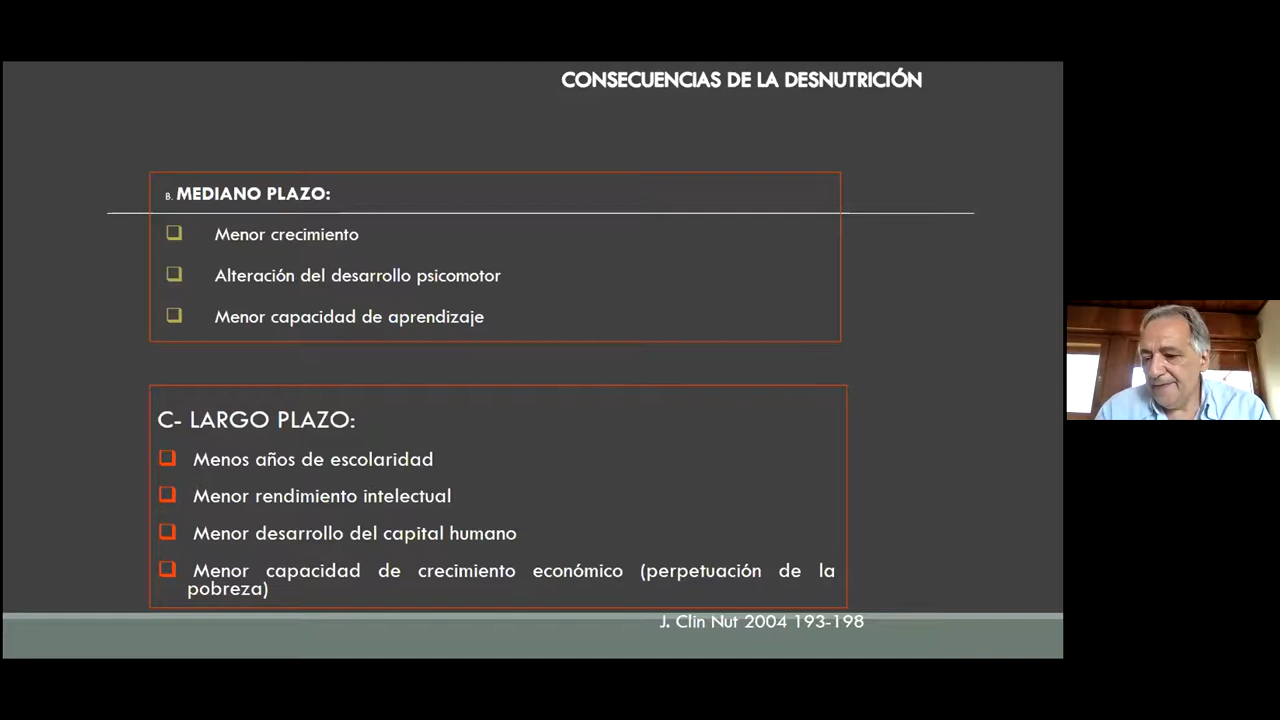 CONSECUENCIAS DE LA DESNUTRICIÓN
B. MEDIANO PLAZO:
Menor crecimiento
Alteración del desarrollo psicomotor
Menor capacidad de aprendizaje
C- LARGO PLAZO:
Menos años de escolaridad
Menor rendimiento intelectual
Menor desarrollo del capital humano
Menor capacidad de crecimiento económico (perpetuación de la
pobreza)
J. Clin Nut 2004 193-198